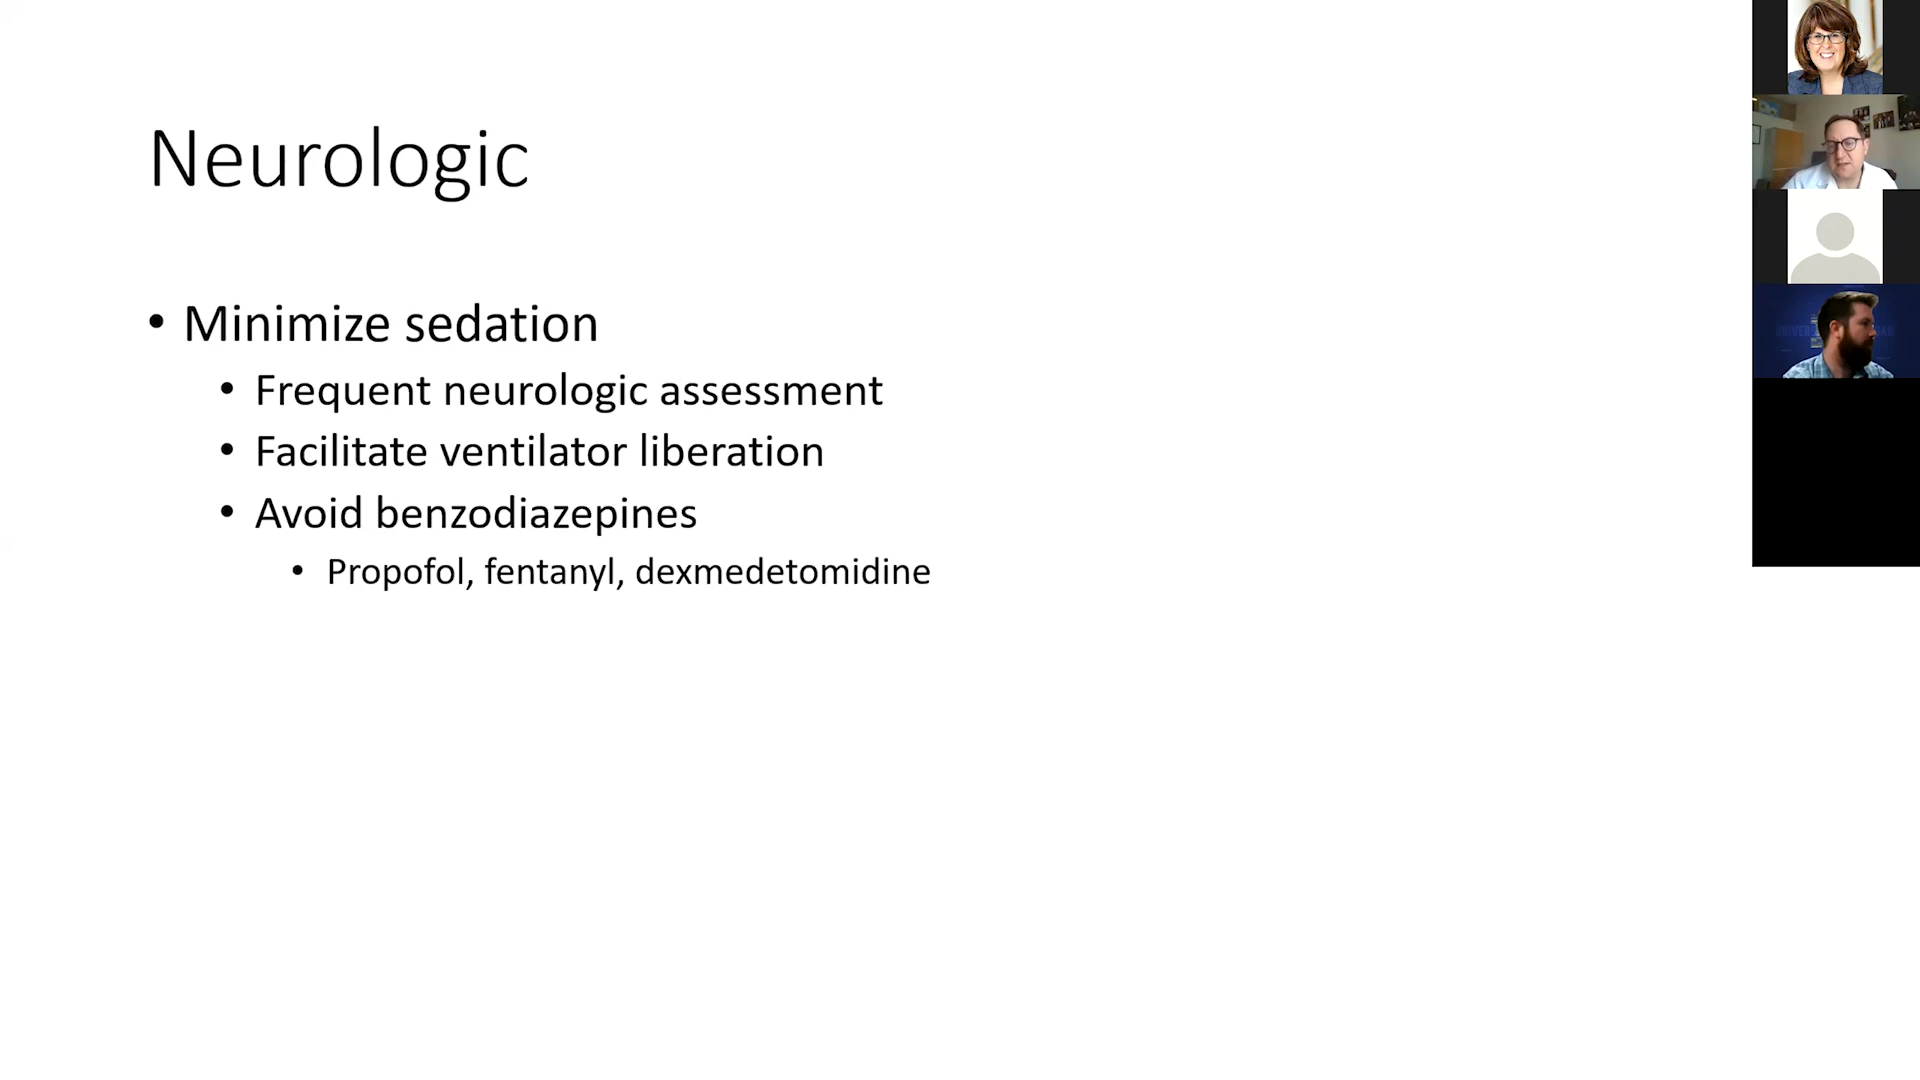 Neurologic
• Minimize sedation
• Frequent neurologic assessment
• Facilitate ventilator liberation
• Avoid benzodiazepines
• Propofol, fentanyl, dexmedetomidine